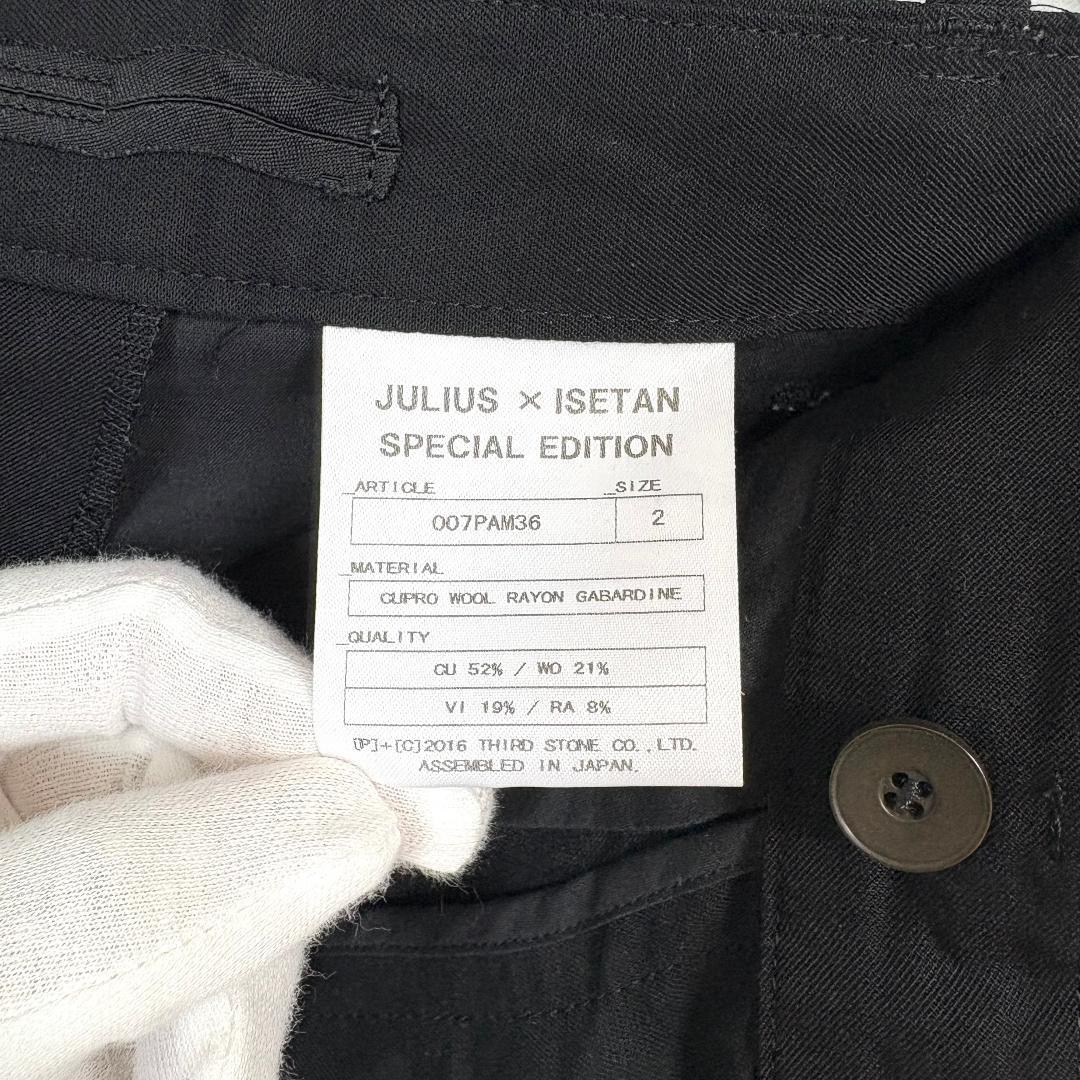 JULIUS × ISETAN
SPECIAL EDITION
_ARTICLE _SIZE
007PAM36 2
_MATERIAL
CUPRO WOOL RAYON GABARDINE
_QUALITY
CU 52% / WO 21%
VI 19% / RA 8%
[P]+[C]2016 THIRD STONE CO.,LTD.
ASSEMBLED IN JAPAN.